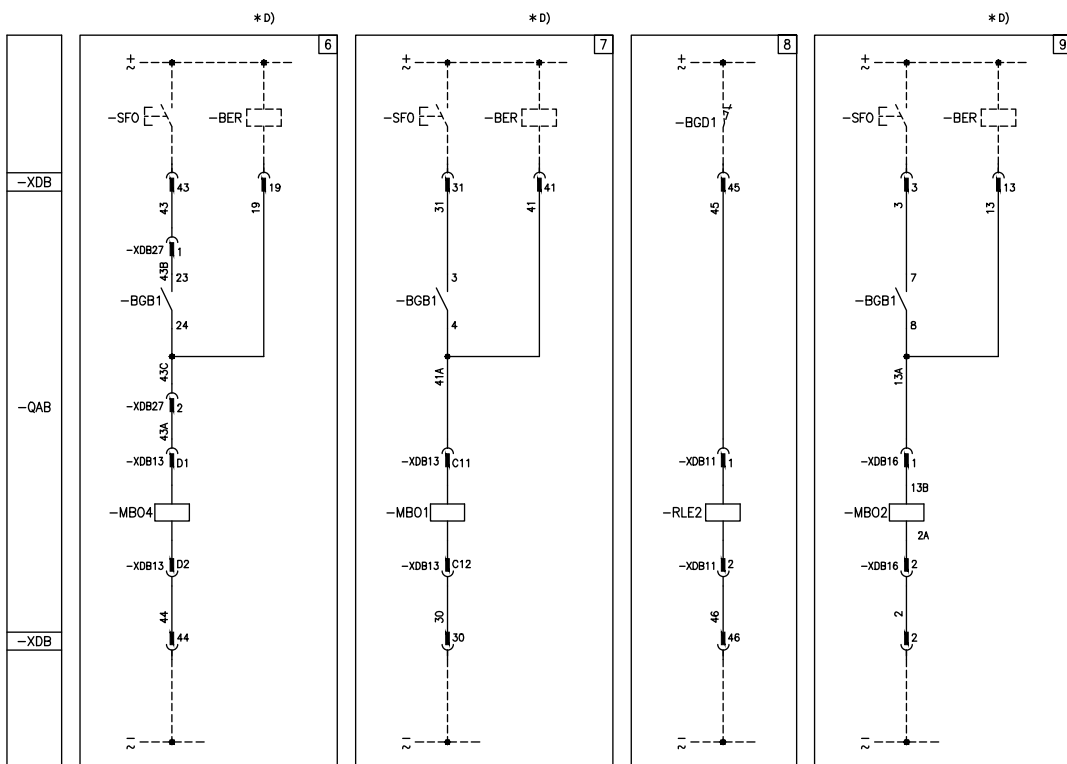 *D)
*D)
*D)
6
7
8
9
+
~
+
~
+
~
+
~
-SFO
-BER
-SFO
-BER
-BGD1
-SFO
-BER
-XDB
43
19
31
41
45
3
13
43
19
31
41
45
3
13
-XDB27
1
43B
23
3
7
-BGB1
-BGB1
-BGB1
24
4
8
43C
41A
13A
-QAB
-XDB27
2
43A
-XDB13
D1
-XDB13
C11
-XDB11
1
-XDB16
1
13B
-MBO4
-MBO1
-RLE2
-MBO2
2A
-XDB13
D2
-XDB13
C12
-XDB11
2
-XDB16
2
44
30
46
2
-XDB
44
30
46
2
-
~
-
~
-
~
-
~